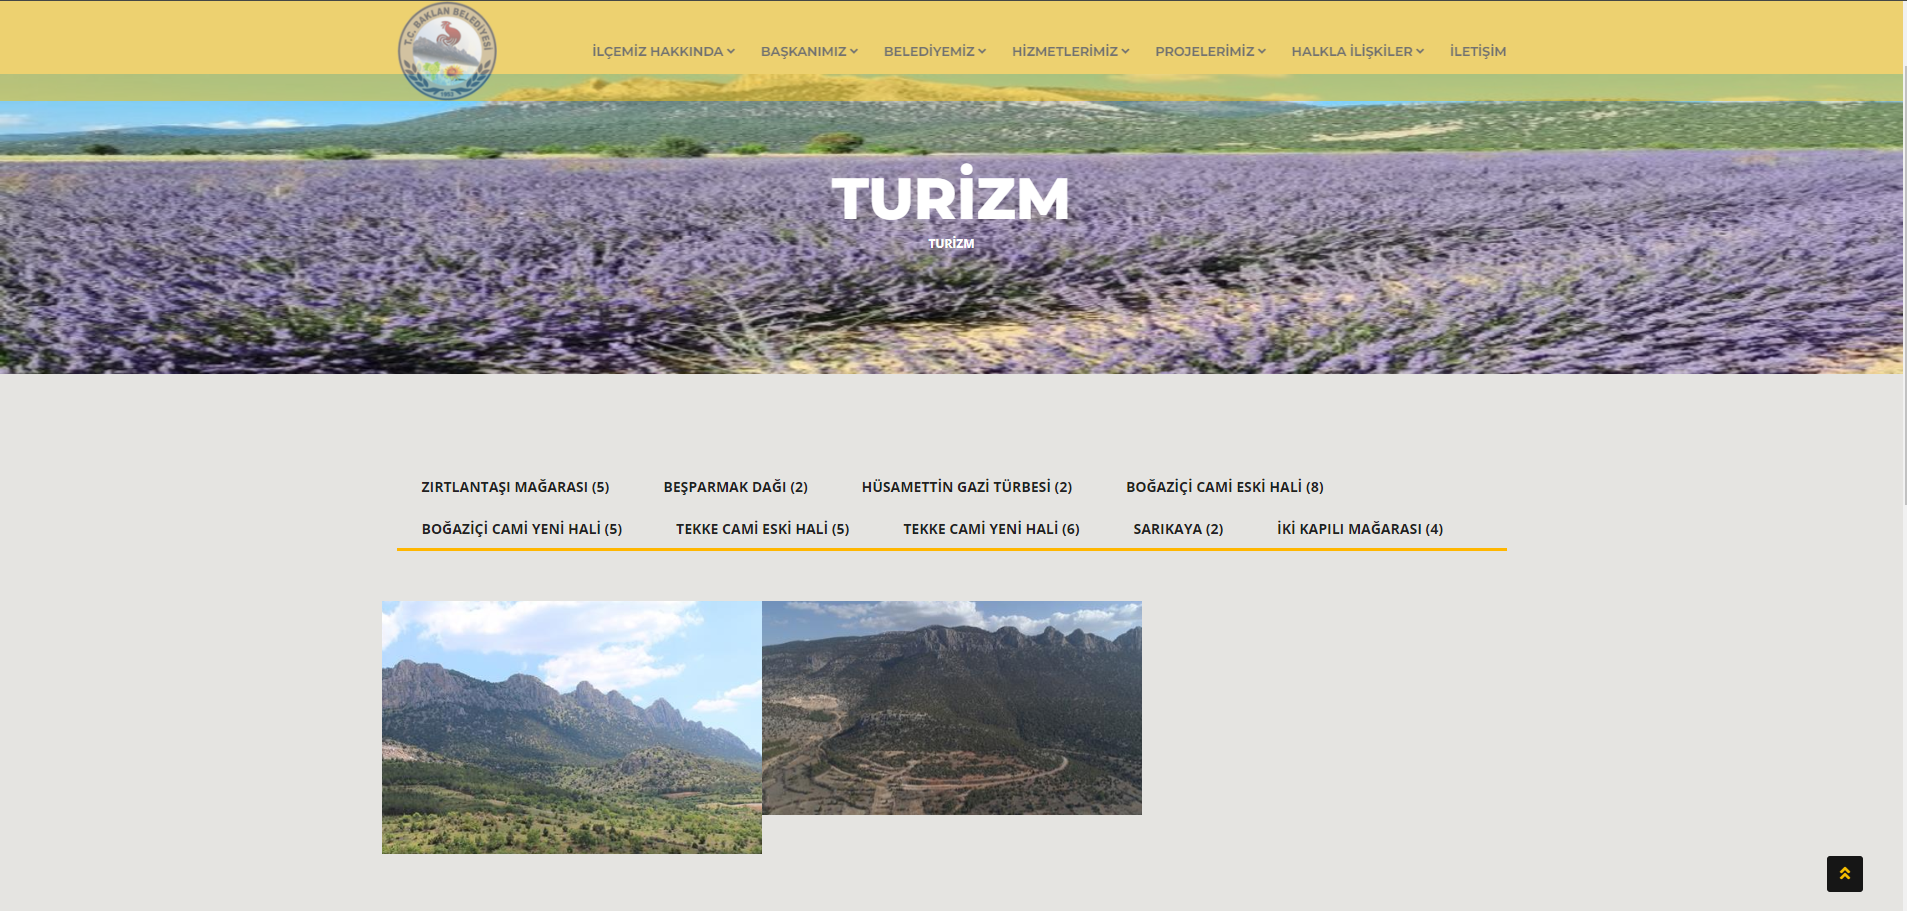 T.C. BAKLAN BELEDİYESİ
1992
İLÇEMİZ HAKKINDA
BAŞKANIMIZ
BELEDİYEMİZ
HİZMETLERİMİZ
PROJELERİMİZ
HALKLA İLİŞKİLER
İLETİŞİM
TURİZM
TURİZM
ZIRTLANTAŞI MAĞARASI (5)
BEŞPARMAK DAĞI (2)
HÜSAMETTİN GAZİ TÜRBESİ (2)
BOĞAZİÇİ CAMİ ESKİ HALİ (8)
BOĞAZİÇİ CAMİ YENİ HALİ (5)
TEKKE CAMİ ESKİ HALİ (5)
TEKKE CAMİ YENİ HALİ (6)
SARIKAYA (2)
İKİ KAPILI MAĞARASI (4)